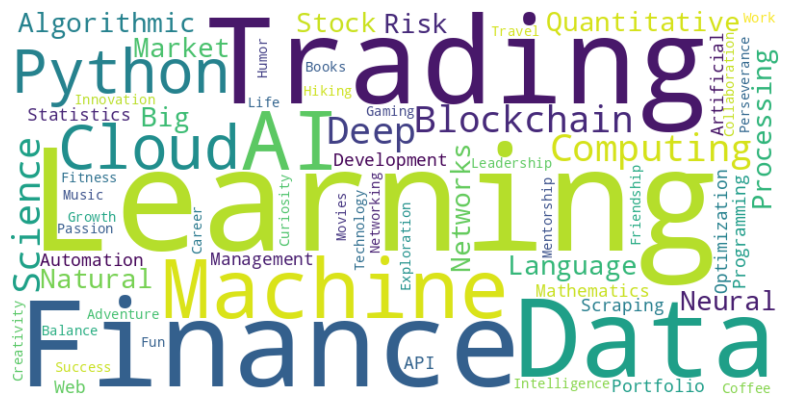 Algorithmic
Stock
Risk
Quantitative
Work
Trading
Travel
Market
Python
Humor
Books
Hiking
Innovation
Life
Gaming
Statistics
Big
Cloud
AI
Deep
Blockchain
Artificial
Collaboration
Perseverance
Processing
Computing
Development
Leadership
Science
Fitness
Music
Growth
Passion
Learning
Career
Curiosity
Movies
Technology
Networking
Exploration
Networks
Mentorship
Friendship
Optimization
Programming
Automation
Management
Natural
Machine
Language
Mathematics
Scraping
Neural
Creativity
Adventure
Balance
Fun
Finance
API
Data
Success
Web
Intelligence
Portfolio
Coffee